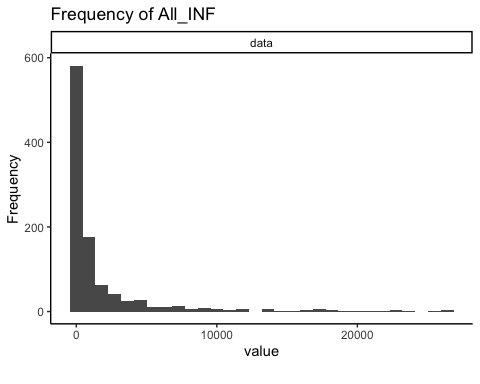 Frequency of All_INF
data
600
400
200
0
Frequency
0 10000 20000
value